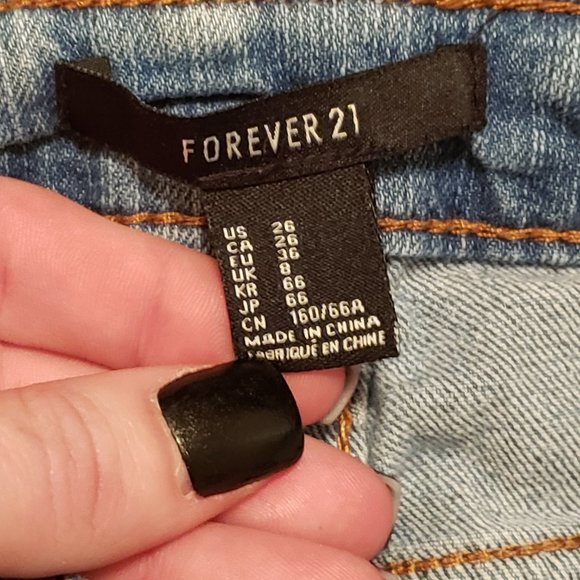 FOREVER 21
US 26
CA 26
EU 36
UK 8
KR 66
JP 66
CN 160/66A
MADE IN CHINA
FABRIQUÉ EN CHINE